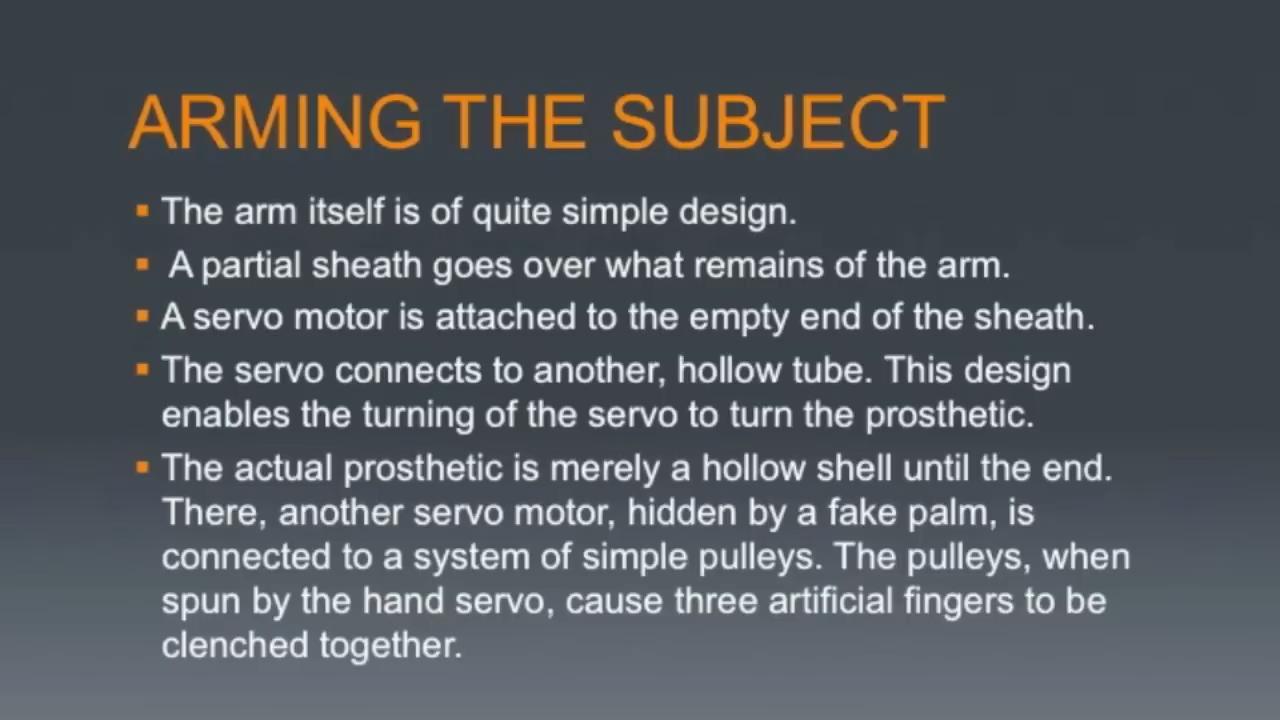 ARMING THE SUBJECT
▪ The arm itself is of quite simple design.
▪ A partial sheath goes over what remains of the arm.
▪ A servo motor is attached to the empty end of the sheath.
▪ The servo connects to another, hollow tube. This design
enables the turning of the servo to turn the prosthetic.
▪ The actual prosthetic is merely a hollow shell until the end.
There, another servo motor, hidden by a fake palm, is
connected to a system of simple pulleys. The pulleys, when
spun by the hand servo, cause three artificial fingers to be
clenched together.